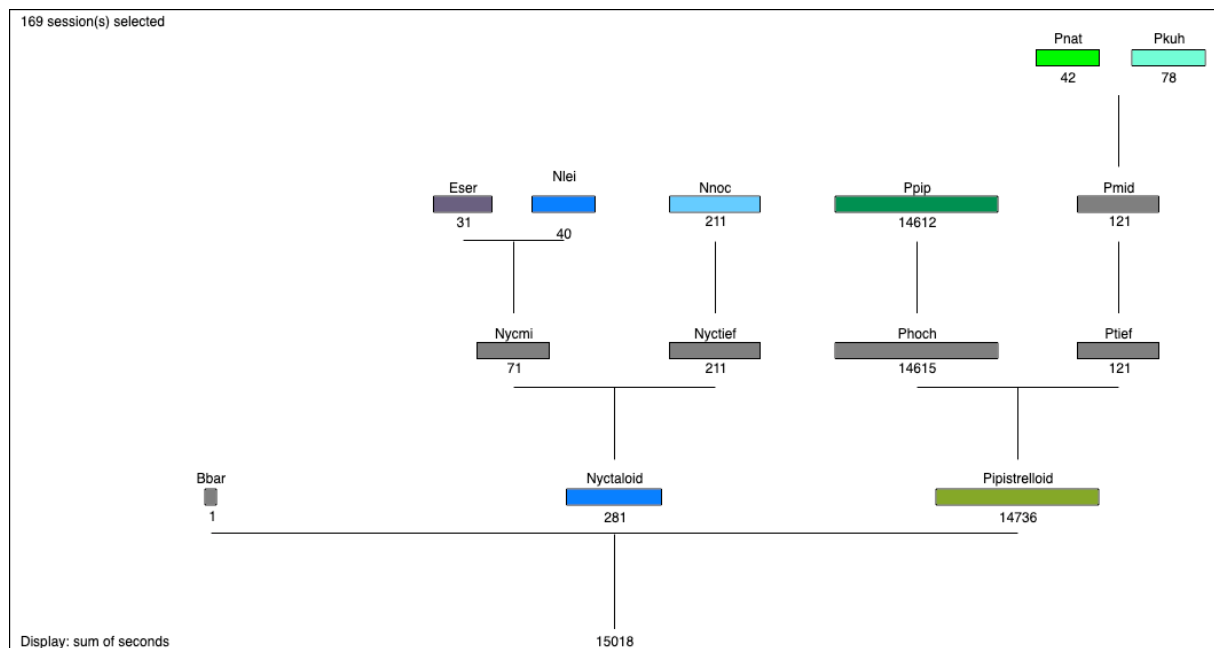 169 session(s) selected
Pnat Pkuh
42 78
Eser Nlei Nnoc Ppip Pmid
31 40 211 14612 121
Nycmi Nyctief Phoch Ptief
71 211 14615 121
Bbar Nyctaloid Pipistrelloid
1 281 14736
Display: sum of seconds 15018